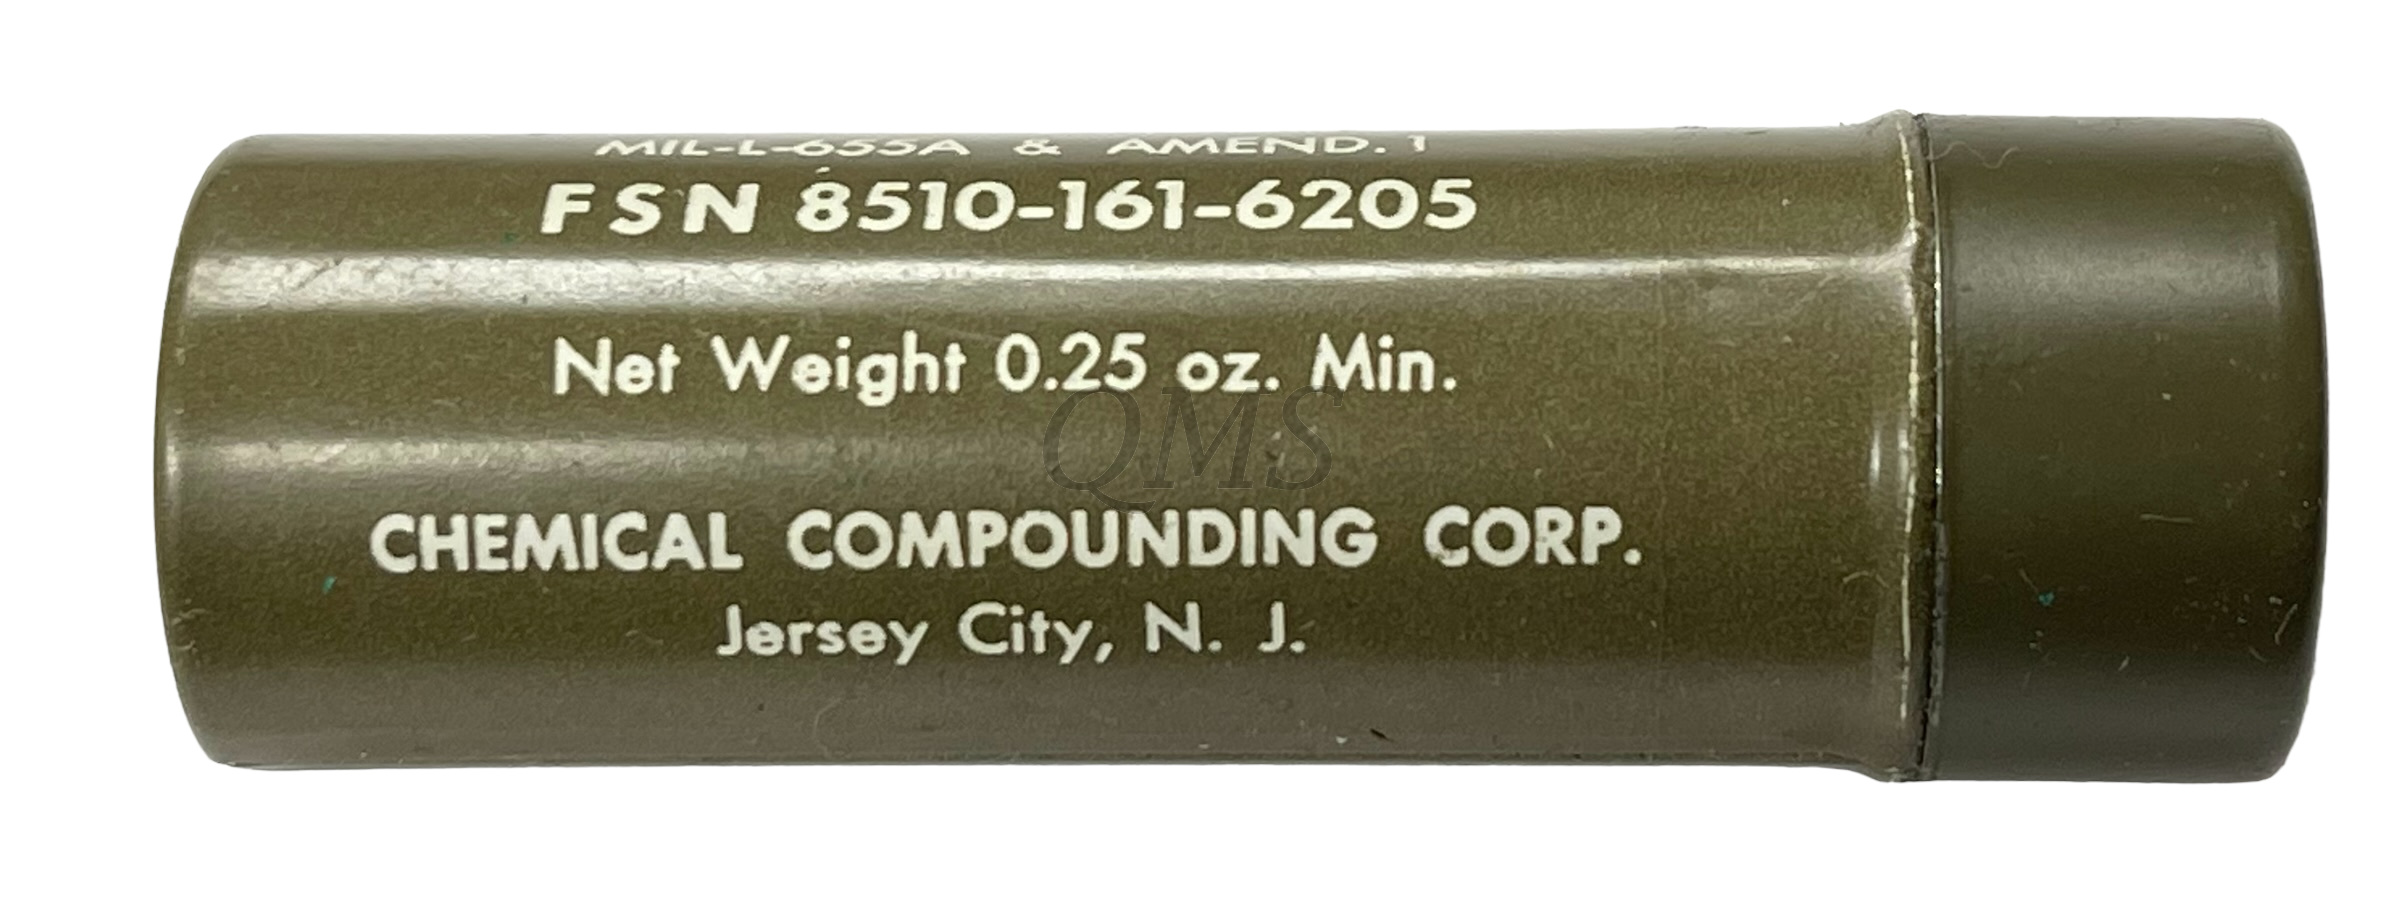 MIL-L-655A & AMEND. 1
FSN 8510-161-6205
Net Weight 0.25 oz. Min.
QMS
CHEMICAL COMPOUNDING CORP.
Jersey City, N. J.